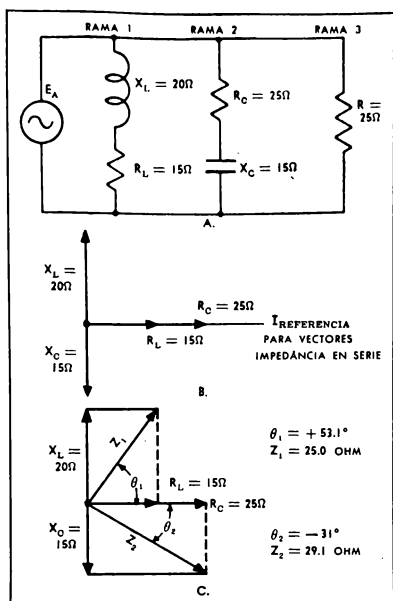 RAMA 1 RAMA 2 RAMA 3
E_A
X_L = 20Ω
R_L = 15Ω
R_C = 25Ω
X_C = 15Ω
R =
25Ω
A.
X_L =
20Ω
X_C =
15Ω
R_C = 25Ω
R_L = 15Ω
I REFERENCIA
PARA VECTORES
IMPEDÂNCIA EN SERIE
B.
X_L =
20Ω
X_C =
15Ω
Z_1
θ_1
R_L = 15Ω
R_C = 25Ω
θ_2
Z_2
θ_1 = + 53.1°
Z_1 = 25.0 OHM
θ_2 = — 31°
Z_2 = 29.1 OHM
C.